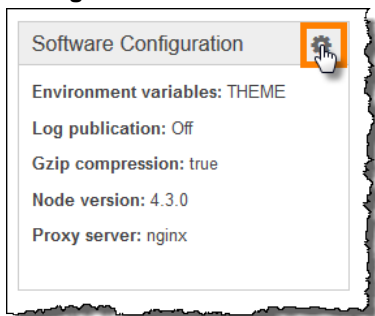 Software Configuration
Environment variables: THEME
Log publication: Off
Gzip compression: true
Node version: 4.3.0
Proxy server: nginx